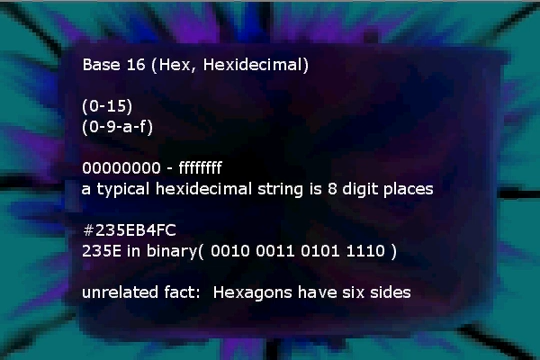 Base 16 (Hex, Hexidecimal)
(0-15)
(0-9-a-f)
00000000 - ffffffff
a typical hexidecimal string is 8 digit places
#235EB4FC
235E in binary( 0010 0011 0101 1110 )
unrelated fact:  Hexagons have six sides